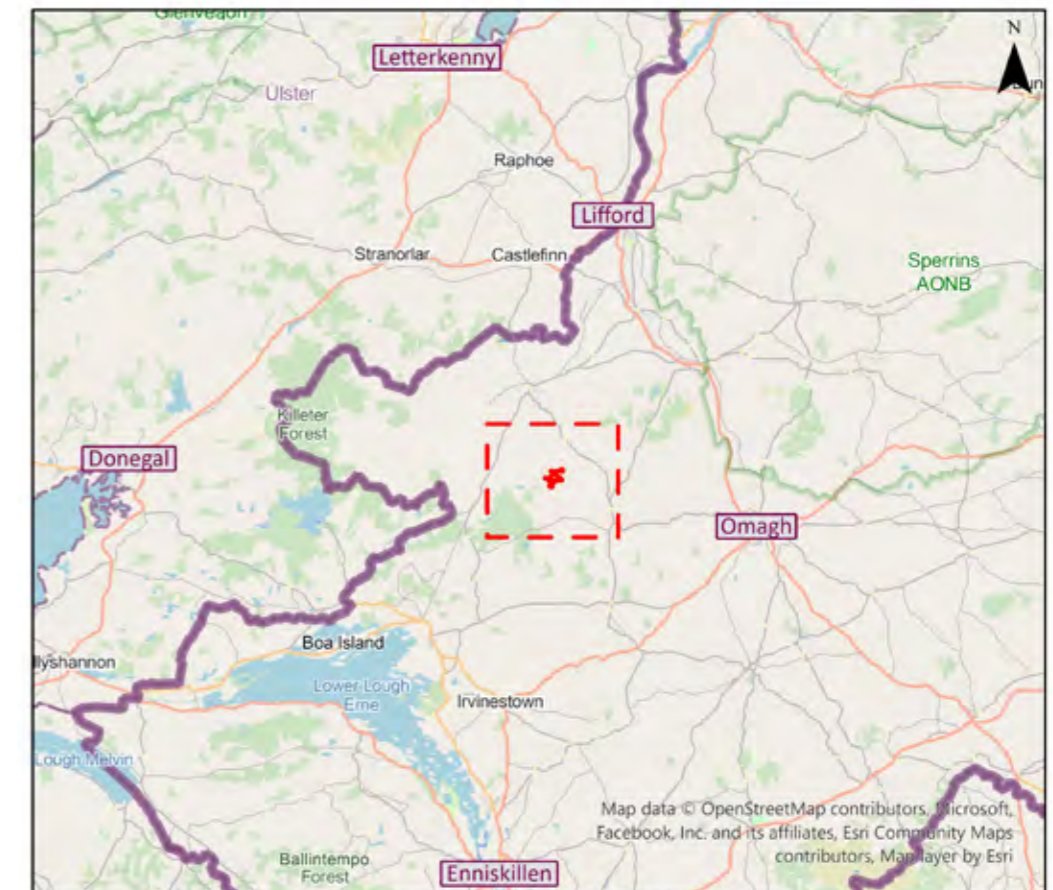 Glenveagh
N
Letterkenny
Ulster
Raphoe
Lifford
Stranorlar
Castlefinn
Sperrins
AONB
Killeter
Forest
Donegal
Omagh
Boa Island
llyshannon
Lower Lough
Erne
Irvinestown
Lough Melvin
Map data © OpenStreetMap contributors, Microsoft,
Facebook, Inc. and its affiliates, Esri Community Maps
contributors, Map layer by Esri
Ballintempo
Forest
Enniskillen